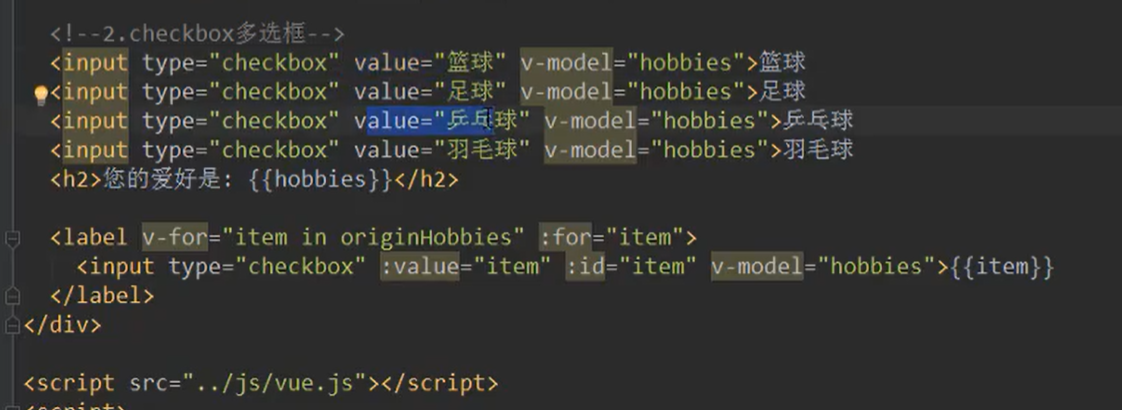 <!--2.checkbox多选框-->
<input type="checkbox" value="篮球" v-model="hobbies">篮球
<input type="checkbox" value="足球" v-model="hobbies">足球
<input type="checkbox" value="乒乓球" v-model="hobbies">乒乓球
<input type="checkbox" value="羽毛球" v-model="hobbies">羽毛球
<h2>您的爱好是: {{hobbies}}</h2>
<label v-for="item in originHobbies" :for="item">
<input type="checkbox" :value="item" :id="item" v-model="hobbies">{{item}}
</label>
</div>
<script src="../js/vue.js"></script>
<script>